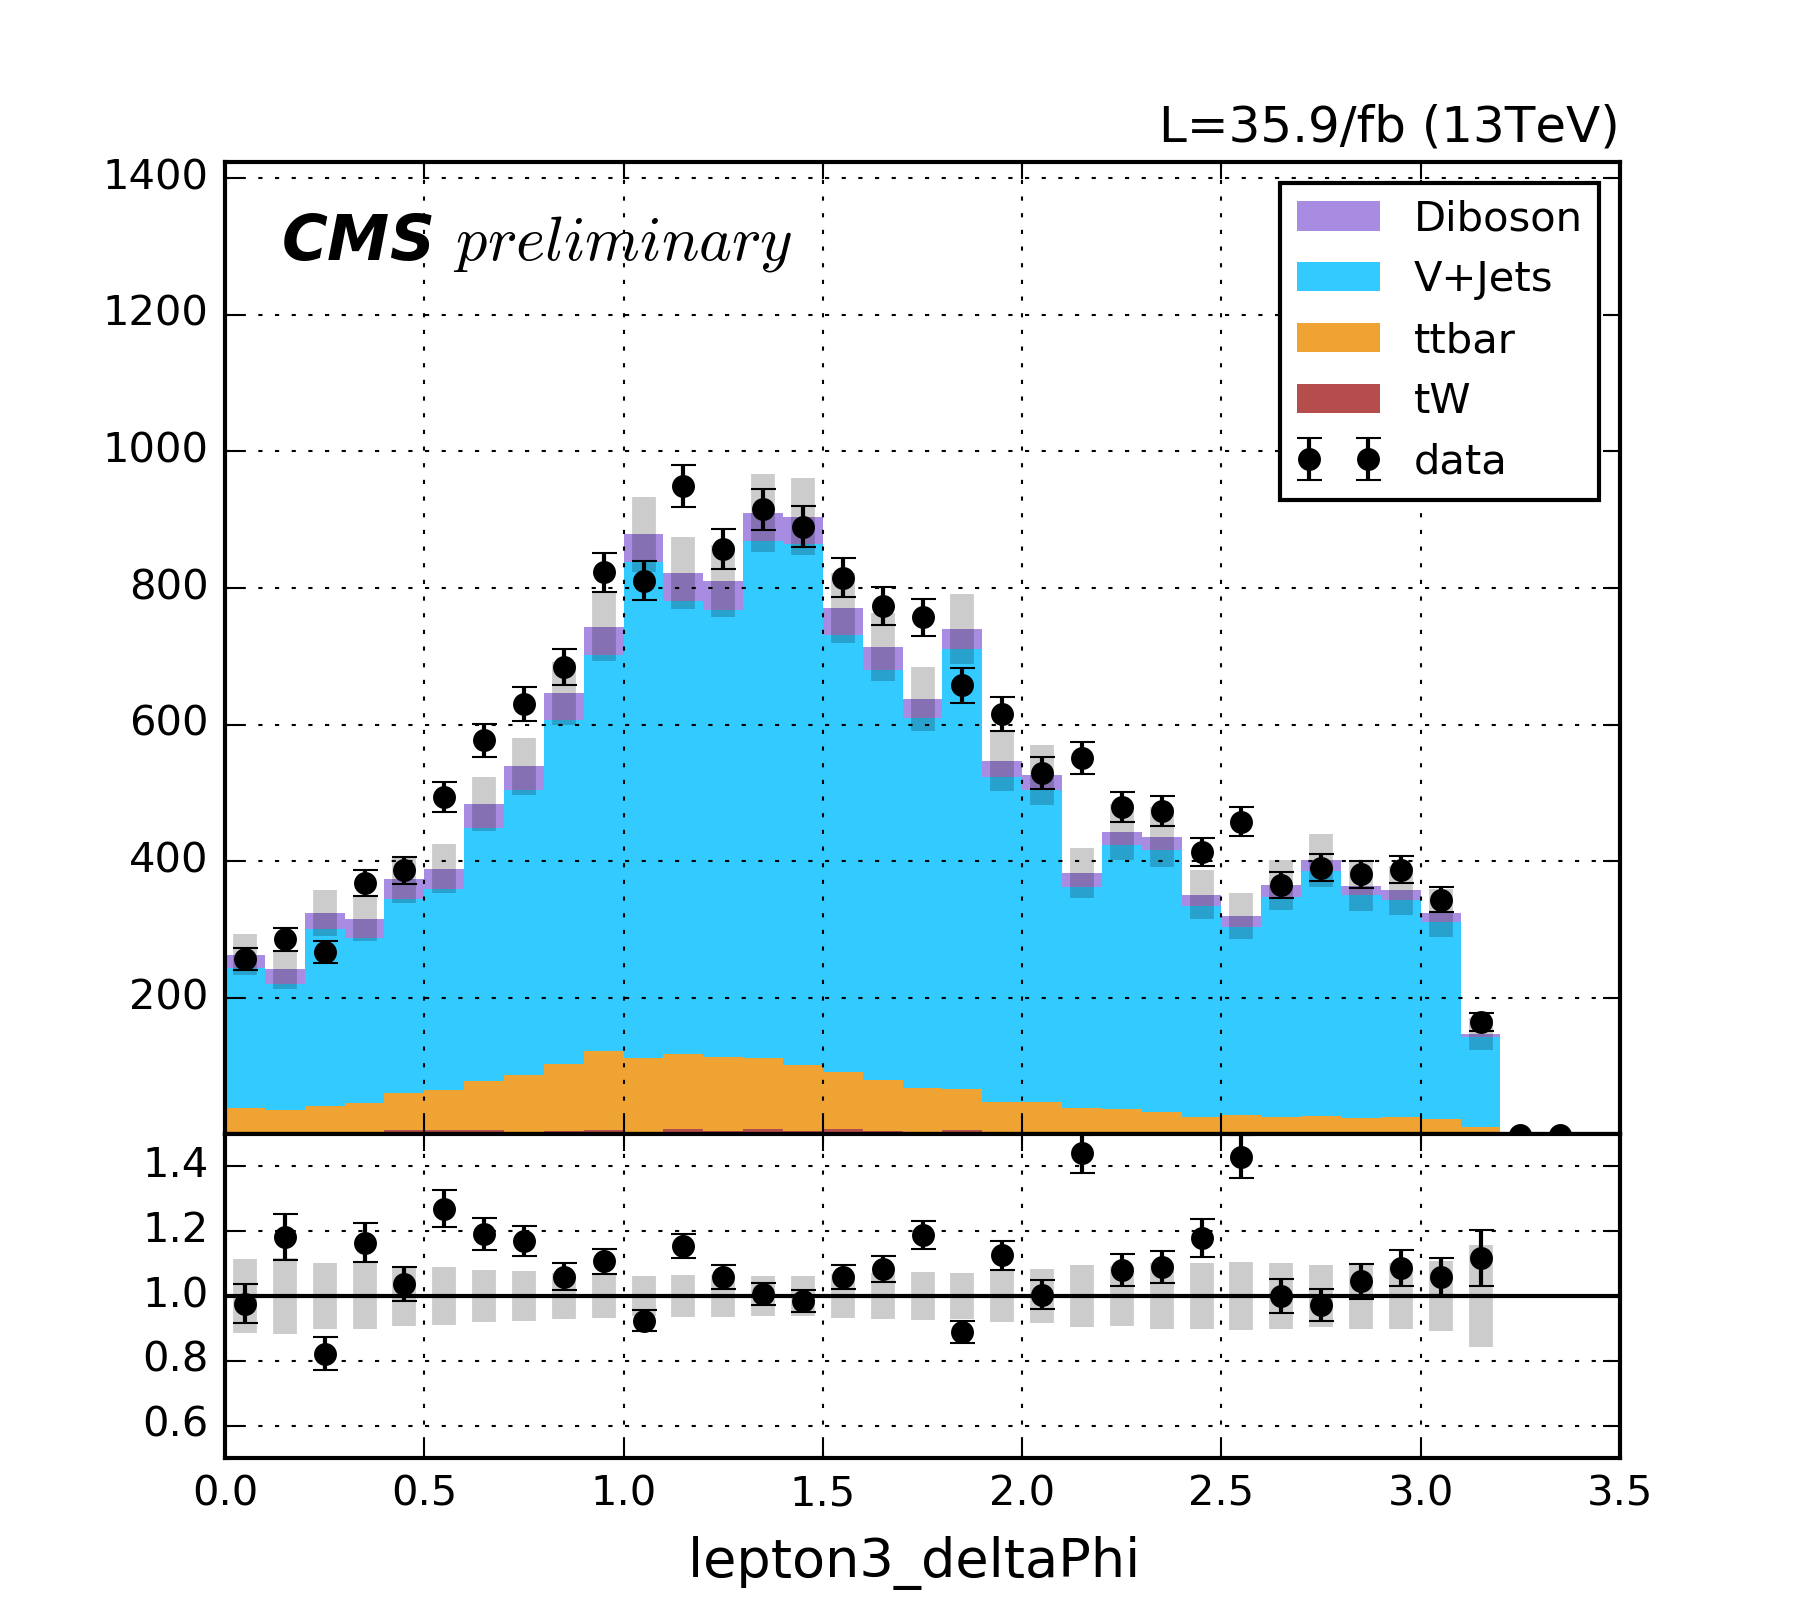 L=35.9/fb (13TeV)
CMS preliminary
Diboson
V+Jets
ttbar
tW
data
1400
1200
1000
800
600
400
200
1.4
1.2
1.0
0.8
0.6
0.0 0.5 1.0 1.5 2.0 2.5 3.0 3.5
lepton3_deltaPhi